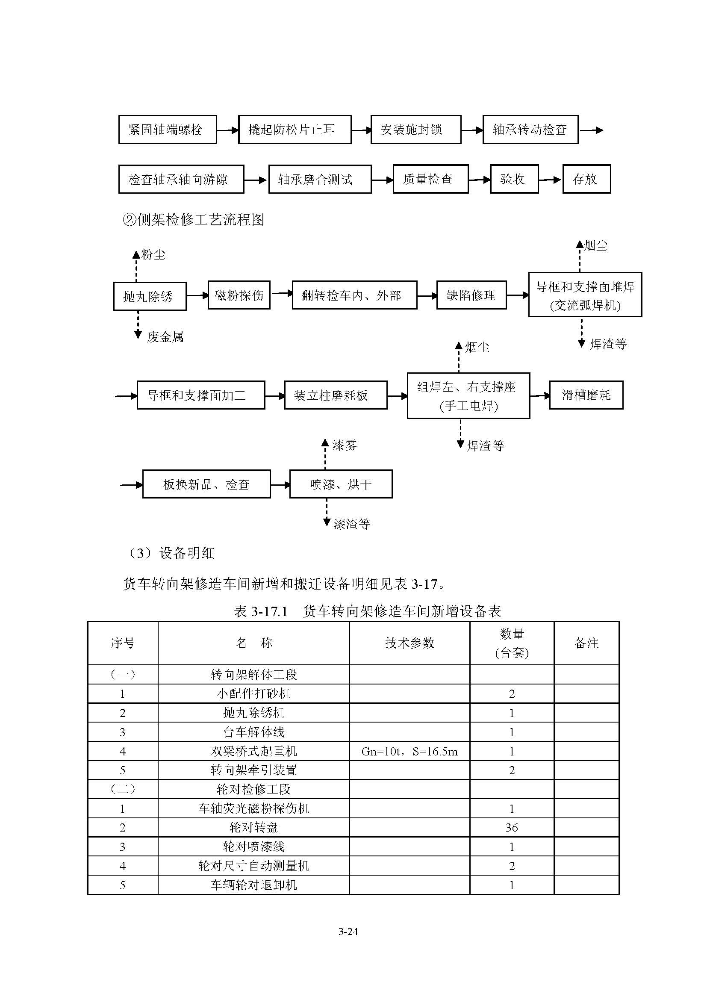 紧固轴端螺栓 撬起防松片止耳 安装施封锁 轴承转动检查
检查轴承轴向游隙 轴承磨合测试 质量检查 验收 存放
②侧架检修工艺流程图
烟尘
粉尘
导框和支撑面堆焊
抛丸除锈 磁粉探伤 翻转检车内、外部 缺陷修理
(交流弧焊机)
废金属
焊渣等
烟尘
组焊左、右支撑座
导框和支撑面加工 装立柱磨耗板 滑槽磨耗
(手工电焊)
漆雾
焊渣等
板换新品、检查 喷漆、烘干
漆渣等
（3）设备明细
货车转向架修造车间新增和搬迁设备明细见表 3-17。
表 3-17.1 货车转向架修造车间新增设备表
序号 名 称 技术参数 数量 备注
(台套)
（一） 转向架解体工段
1 小配件打砂机 2
2 抛丸除锈机 1
3 台车解体线 1
4 双梁桥式起重机 Gn=10t，S=16.5m 1
5 转向架牵引装置 2
（二） 轮对检修工段
1 车轴荧光磁粉探伤机 1
2 轮对转盘 36
3 轮对喷漆线 1
4 轮对尺寸自动测量机 2
5 车辆轮对退卸机 1
3-24